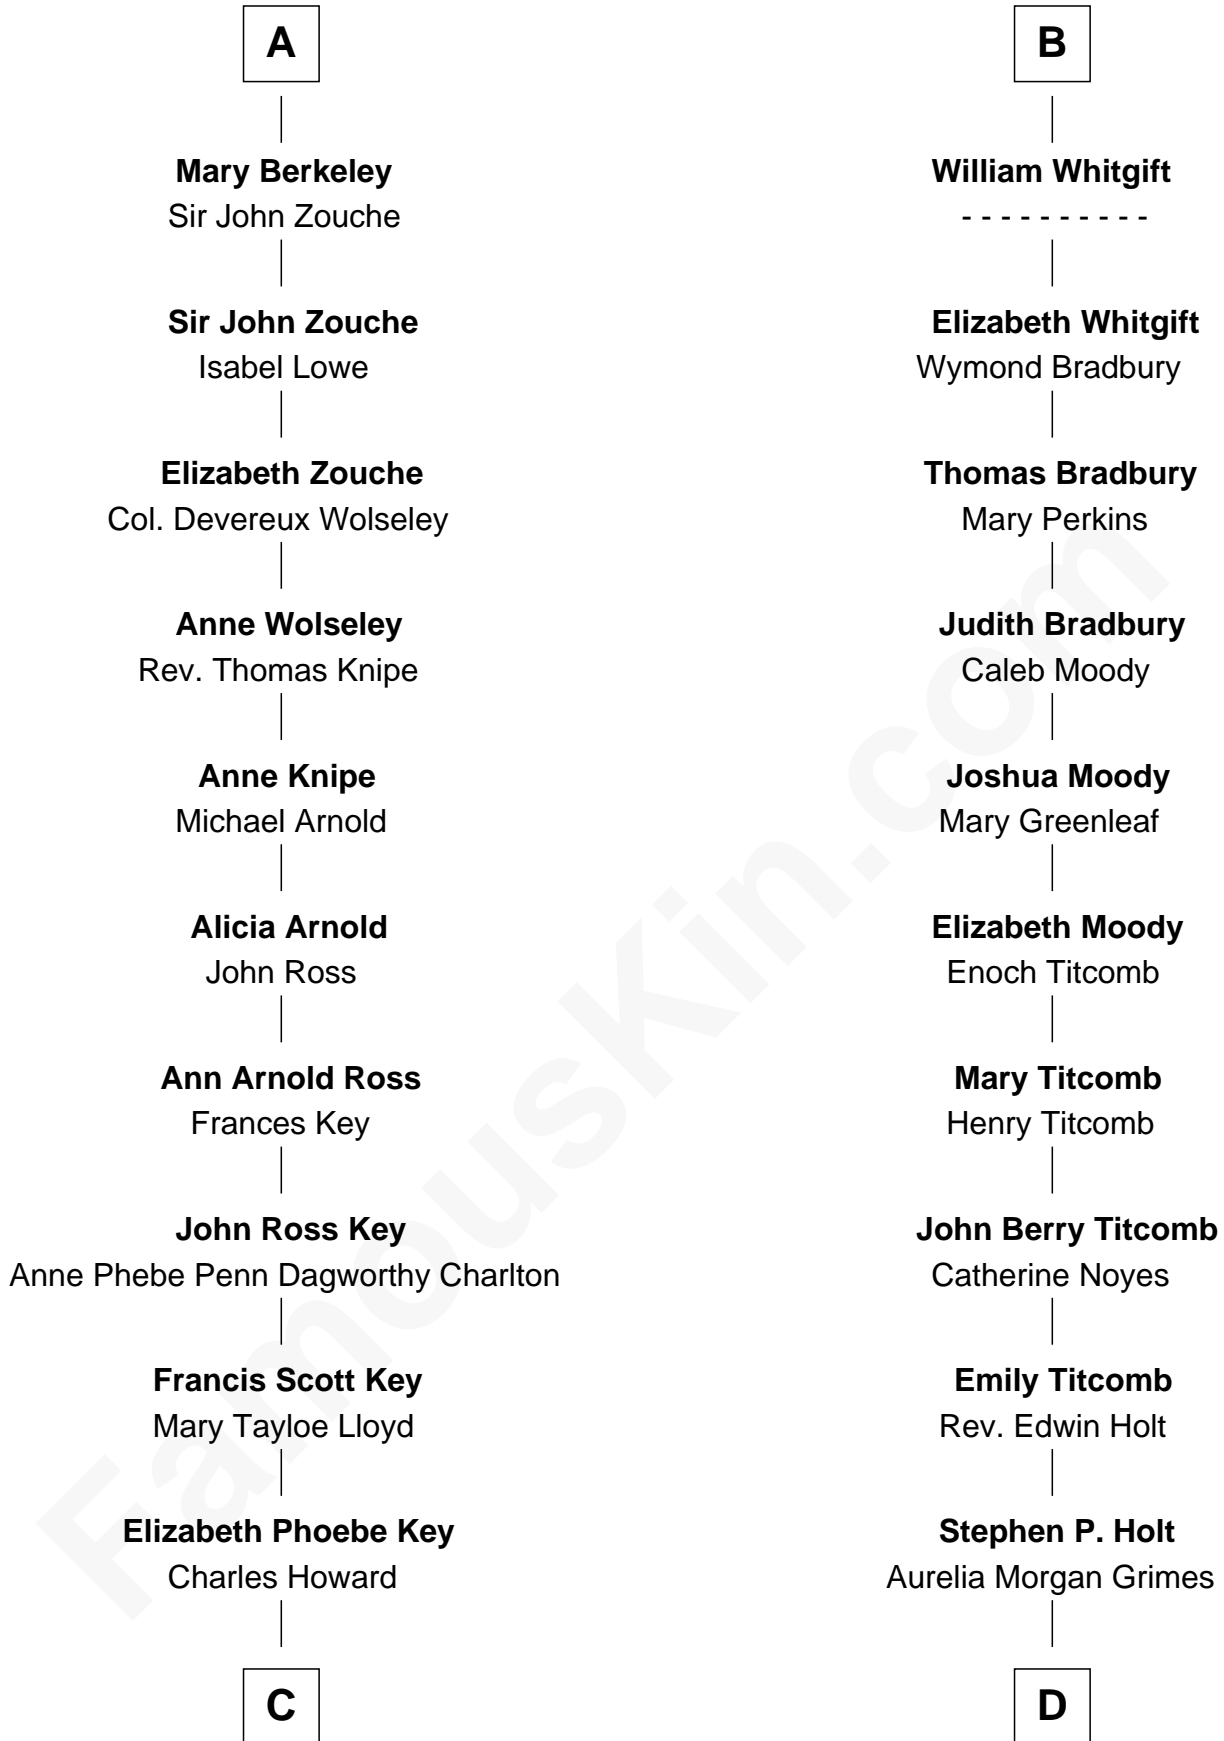 A
Mary Berkeley
Sir John Zouche
Sir John Zouche
Isabel Lowe
Elizabeth Zouche
Col. Devereux Wolseley
Anne Wolseley
Rev. Thomas Knipe
Anne Knipe
Michael Arnold
Alicia Arnold
John Ross
Ann Arnold Ross
Frances Key
John Ross Key
Anne Phebe Penn Dagworthy Charlton
Francis Scott Key
Mary Tayloe Lloyd
Elizabeth Phoebe Key
Charles Howard
C
B
William Whitgift
- - - - - - - - - -
Elizabeth Whitgift
Wymond Bradbury
Thomas Bradbury
Mary Perkins
Judith Bradbury
Caleb Moody
Joshua Moody
Mary Greenleaf
Elizabeth Moody
Enoch Titcomb
Mary Titcomb
Henry Titcomb
John Berry Titcomb
Catherine Noyes
Emily Titcomb
Rev. Edwin Holt
Stephen P. Holt
Aurelia Morgan Grimes
D
FamousKin.com